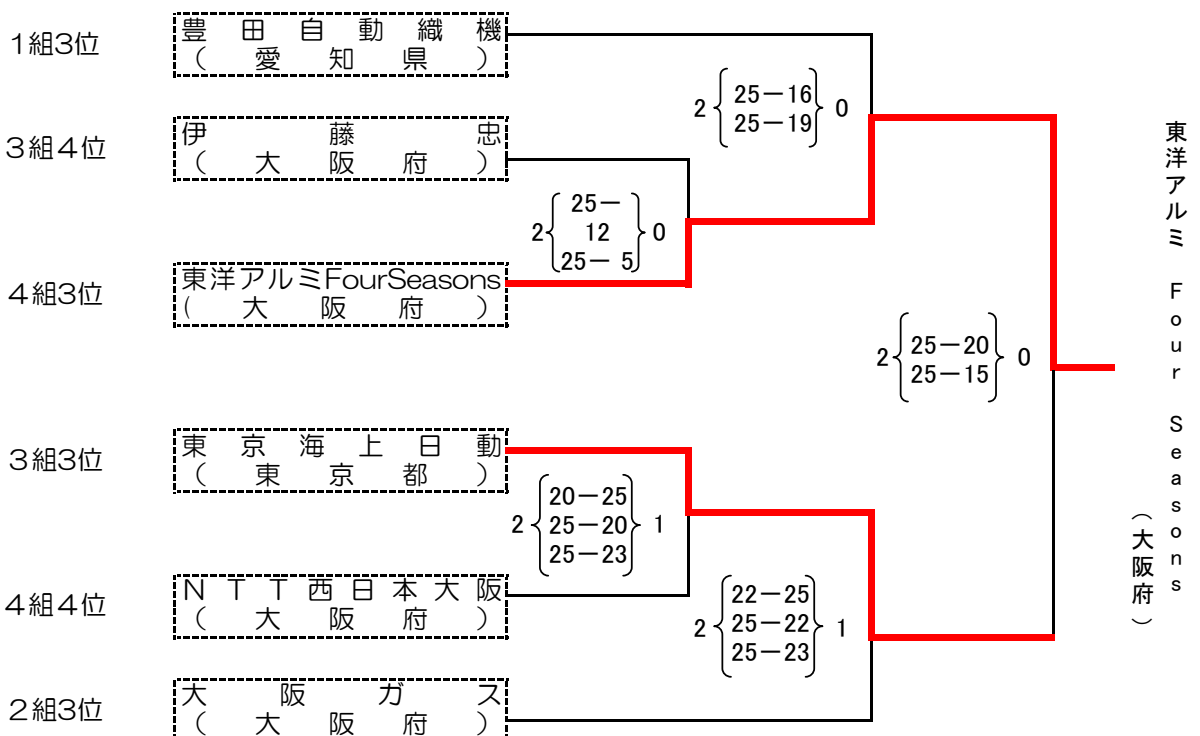 1組3位
豊田自動織機
(愛知県)
2 25－16 0
25－19
3組4位
伊藤忠
(大阪府)
2 25－ 0
12
25－ 5
4組3位
東洋アルミFourSeasons
(大阪府)
2 25－20 0
25－15
東洋アルミ Four Seasons
(大阪府)
3組3位
東京海上日動
(東京都)
20－25
2 25－20 1
25－23
4組4位
NTT西日本大阪
(大阪府)
22－25
2 25－22 1
25－23
2組3位
大阪ガス
(大阪府)